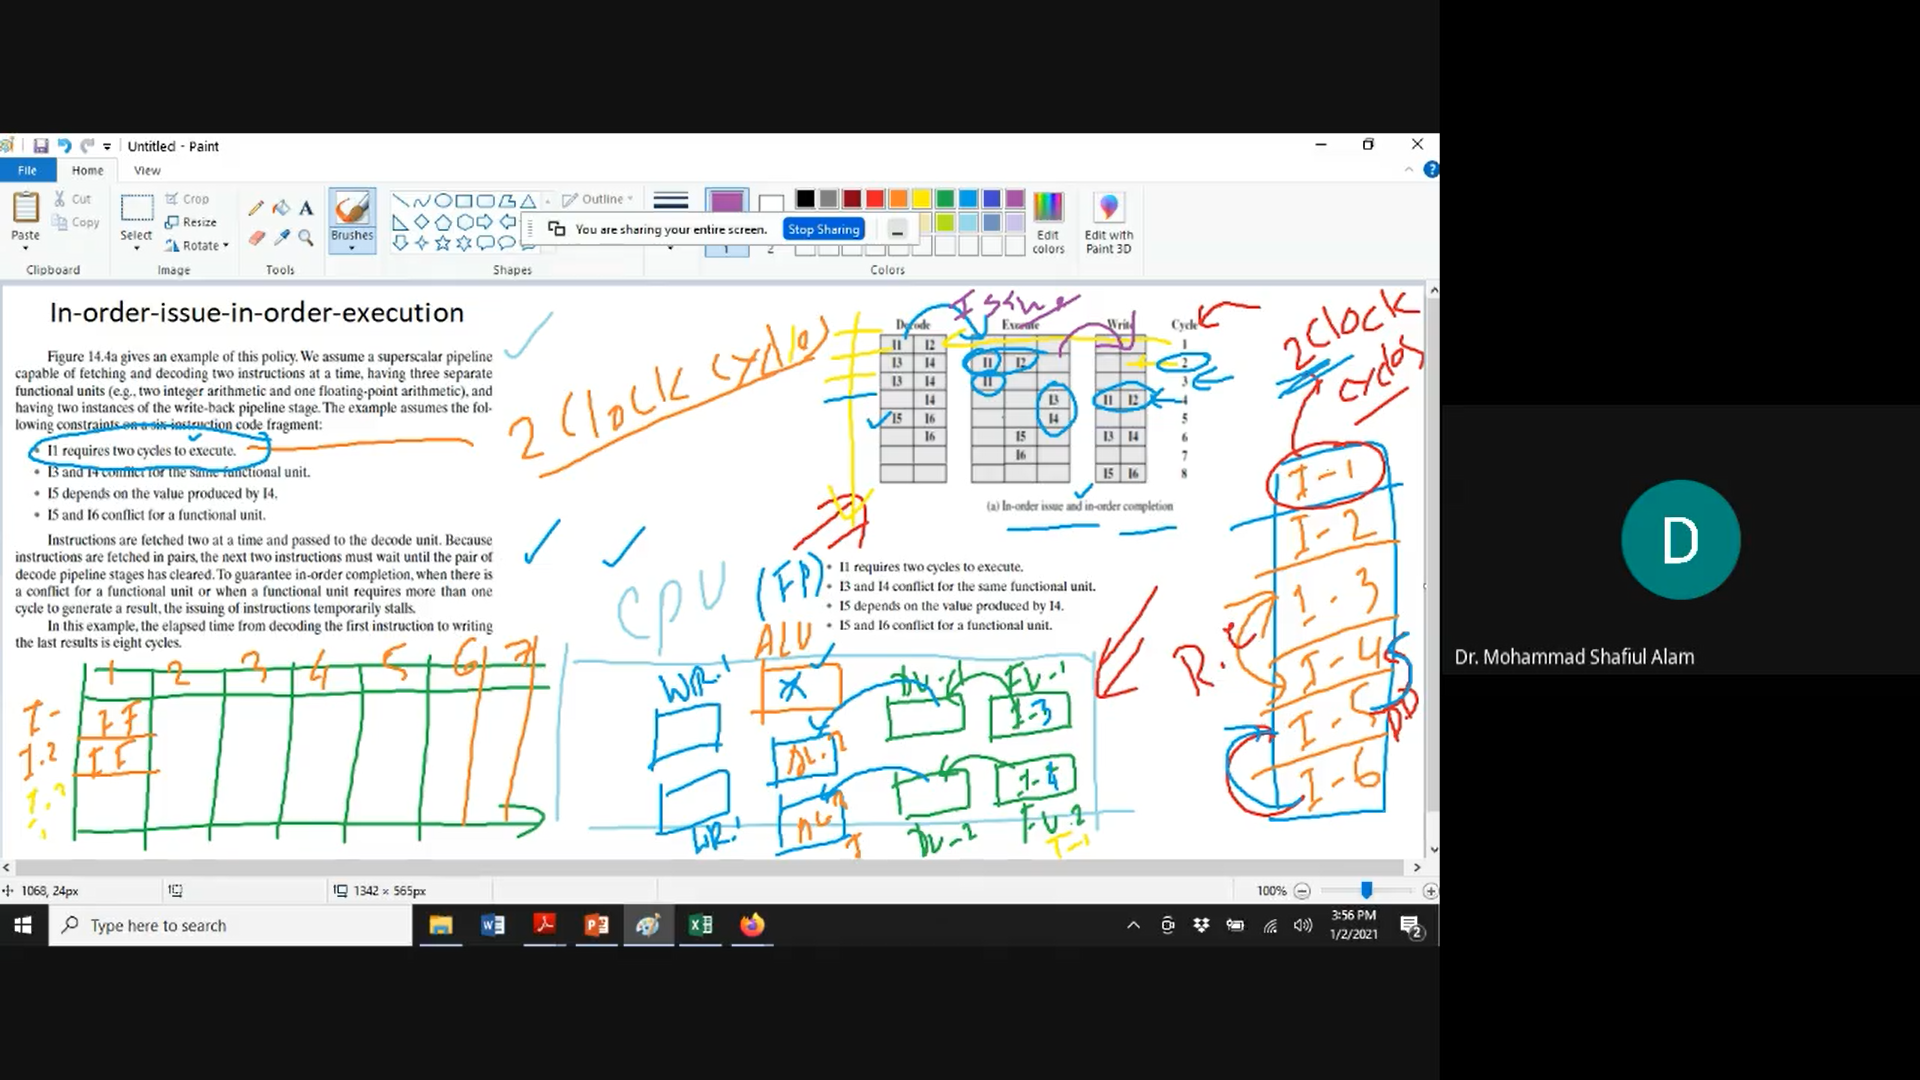 Untitled - Paint
File Home View
Cut
Copy
Paste
Clipboard
Crop
Resize
Rotate
Select
Image
Tools
Brushes
Outline
Shapes
You are sharing your entire screen.
Stop Sharing
1
2
Colors
Edit colors
Edit with Paint 3D
In-order-issue-in-order-execution
Figure 14.4a gives an example of this policy. We assume a superscalar pipeline
capable of fetching and decoding two instructions at a time, having three separate
functional units (e.g., two integer arithmetic and one floating-point arithmetic), and
having two instances of the write-back pipeline stage. The example assumes the fol-
lowing constraints on a six-instruction code fragment:
• I1 requires two cycles to execute.
• I3 and I4 conflict for the same functional unit.
• I5 depends on the value produced by I4.
• I5 and I6 conflict for a functional unit.
Instructions are fetched two at a time and passed to the decode unit. Because
instructions are fetched in pairs, the next two instructions must wait until the pair of
decode pipeline stages has cleared. To guarantee in-order completion, when there is
a conflict for a functional unit or when a functional unit requires more than one
cycle to generate a result, the issuing of instructions temporarily stalls.
In this example, the elapsed time from decoding the first instruction to writing
the last results is eight cycles.
2 Clock cycles
Issue
Decode Execute Write Cycle
I1 I2 1
I3 I4 I1 I2 2
I3 I4 I1 3
I4 I3 I1 I2 4
I5 I6 I4 5
I6 I5 I3 I4 6
I6 7
I5 I6 8
(a) In-order issue and in-order completion
• I1 requires two cycles to execute.
• I3 and I4 conflict for the same functional unit.
• I5 depends on the value produced by I4.
• I5 and I6 conflict for a functional unit.
2 Clock
cycles
I-1
I-2
I-3
I-4
I-5
I-6
R.C
DD
CPU
(FP)
ALU
1 2 3 4 5 6 7
I-
IF
I-2
IF
WR-1
X
FU-1
I-3
I-4
DU-2
FU-2
I-1
1068, 24px
1342 × 565px
100%
Type here to search
3:56 PM
1/2/2021
2
D
Dr. Mohammad Shafiul Alam